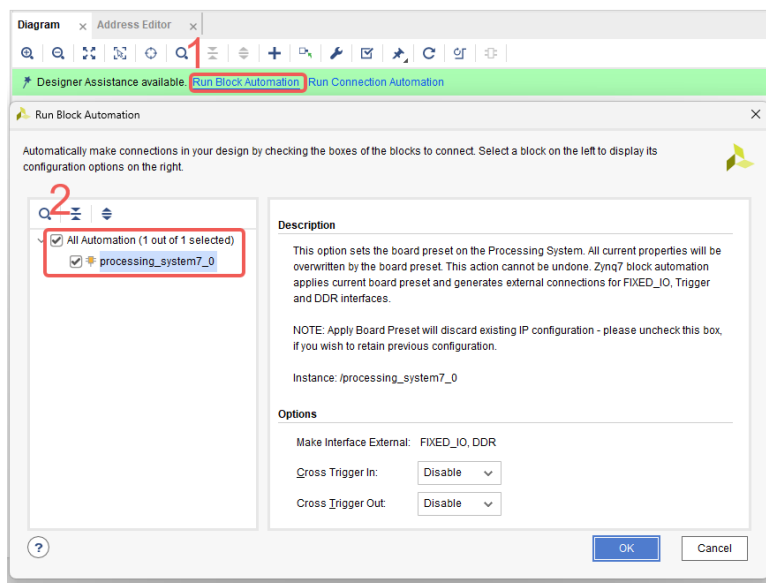 Diagram × Address Editor ×
1
Designer Assistance available. Run Block Automation Run Connection Automation
Run Block Automation
Automatically make connections in your design by checking the boxes of the blocks to connect. Select a block on the left to display its
configuration options on the right.
2
All Automation (1 out of 1 selected)
processing_system7_0
Description
This option sets the board preset on the Processing System. All current properties will be
overwritten by the board preset. This action cannot be undone. Zynq7 block automation
applies current board preset and generates external connections for FIXED_IO, Trigger
and DDR interfaces.
NOTE: Apply Board Preset will discard existing IP configuration - please uncheck this box,
if you wish to retain previous configuration.
Instance: /processing_system7_0
Options
Make Interface External: FIXED_IO, DDR
Cross Trigger In: Disable
Cross Trigger Out: Disable
? OK Cancel